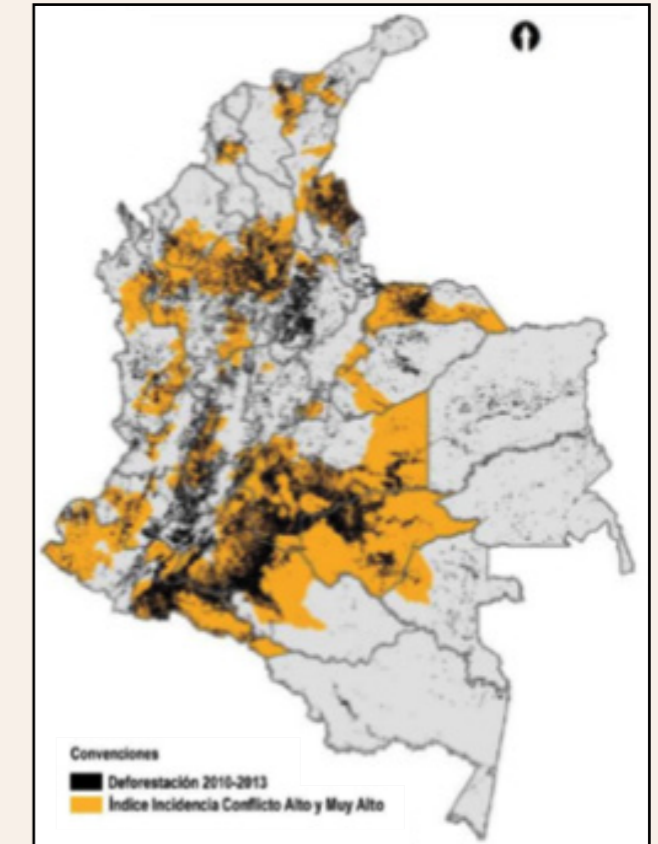 Convenciones
Deforestación 2010-2013
Índice Incidencia Conflicto Alto y Muy Alto